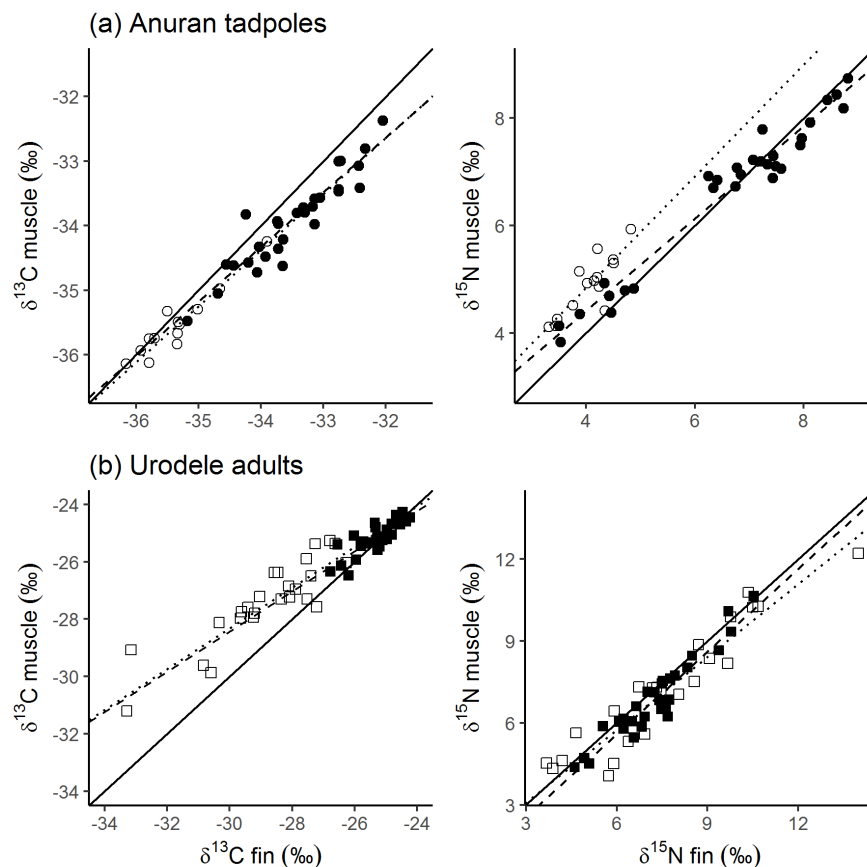 (a) Anuran tadpoles
δ13C muscle (‰)
-32
-33
-34
-35
-36
-36 -35 -34 -33 -32
δ15N muscle (‰)
8
6
4
4 6 8
(b) Urodele adults
δ13C muscle (‰)
-24
-26
-28
-30
-32
-34
-34 -32 -30 -28 -26 -24
δ13C fin (‰)
δ15N muscle (‰)
12
9
6
3
3 6 9 12
δ15N fin (‰)